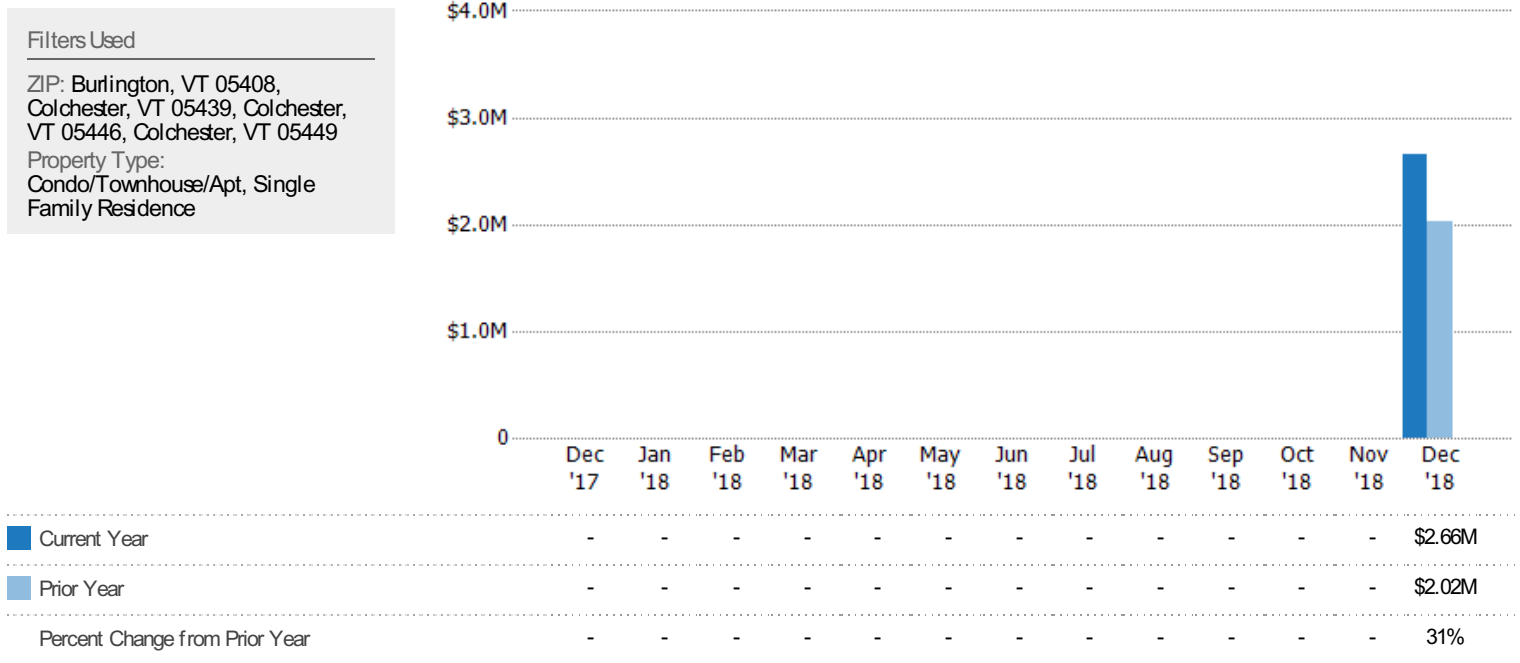 Filters Used
ZIP: Burlington, VT 05408,
Colchester, VT 05439, Colchester,
VT 05446, Colchester, VT 05449
Property Type:
Condo/Townhouse/Apt, Single
Family Residence
$4.0M
$3.0M
$2.0M
$1.0M
0
Dec Jan Feb Mar Apr May Jun Jul Aug Sep Oct Nov Dec
'17 '18 '18 '18 '18 '18 '18 '18 '18 '18 '18 '18 '18
Current Year - - - - - - - - - - - - $2.66M
Prior Year - - - - - - - - - - - - $2.02M
Percent Change from Prior Year - - - - - - - - - - - - 31%